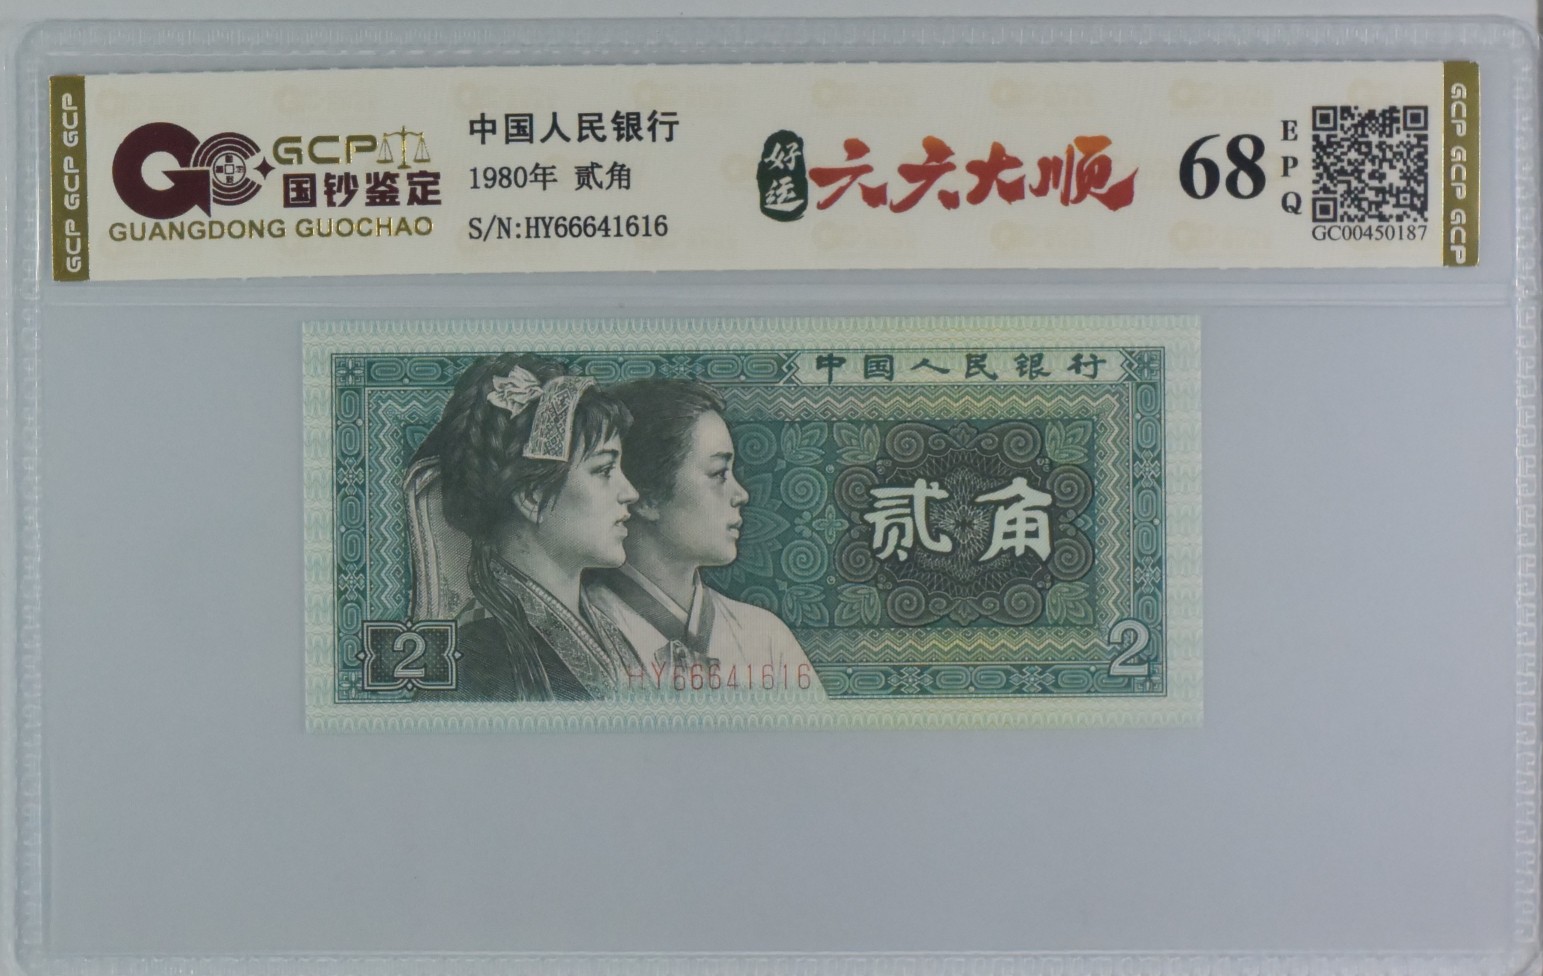 GCP GCP GCP
GCP
国钞鉴定
GUANGDONG GUOCHAO
中国人民银行
1980年 贰角
S/N:HY66641616
好运
六六大顺
68
EPQ
GC00450187
GCP GCP GCP
中国人民银行
贰角
2
2
HY66641616